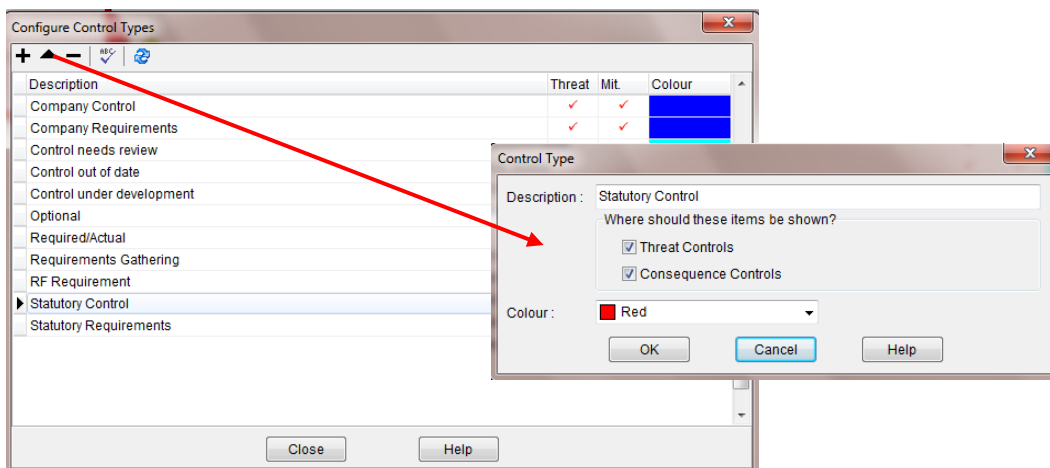 Configure Control Types
ABC
Description Threat Mit. Colour
Company Control
Company Requirements
Control needs review
Control out of date
Control under development
Optional
Required/Actual
Requirements Gathering
RF Requirement
Statutory Control
Statutory Requirements
Close Help
Control Type
Description : Statutory Control
Where should these items be shown?
Threat Controls
Consequence Controls
Colour : Red
OK Cancel Help